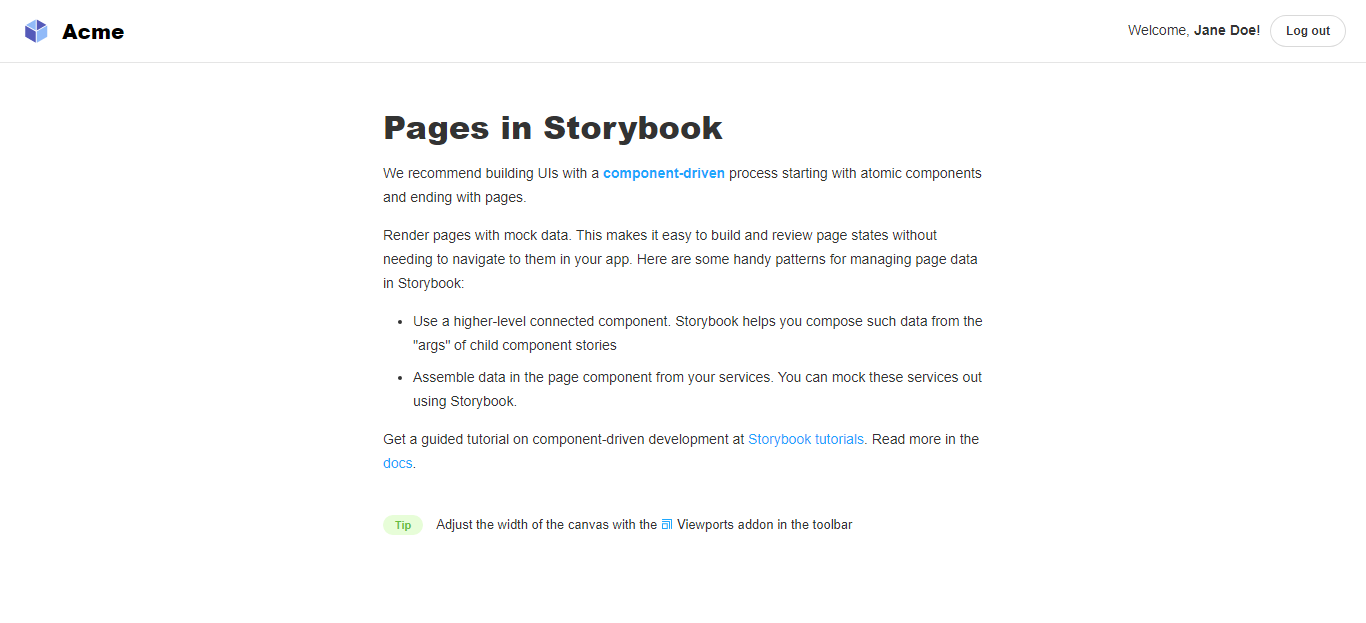 Acme
Welcome, Jane Doe!
Log out
Pages in Storybook
We recommend building UIs with a component-driven process starting with atomic components
and ending with pages.
Render pages with mock data. This makes it easy to build and review page states without
needing to navigate to them in your app. Here are some handy patterns for managing page data
in Storybook:
• Use a higher-level connected component. Storybook helps you compose such data from the
"args" of child component stories
• Assemble data in the page component from your services. You can mock these services out
using Storybook.
Get a guided tutorial on component-driven development at Storybook tutorials. Read more in the
docs.
Tip Adjust the width of the canvas with the Viewports addon in the toolbar